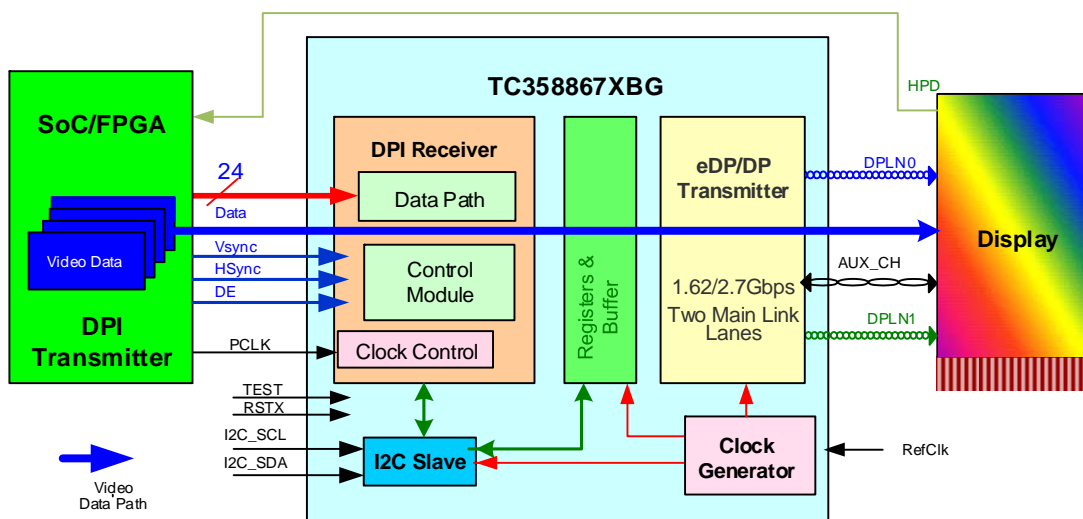 TC358867XBG
HPD
SoC/FPGA
DPI Receiver
eDP/DP
Transmitter
DPLN0
24
Data
Data Path
Video Data
Display
Vsync
HSync
DE
Control
Module
Registers &
Buffer
AUX_CH
1.62/2.7Gbps
Two Main Link
Lanes
DPLN1
DPI
Transmitter
PCLK
Clock Control
TEST
RSTX
I2C_SCL
I2C_SDA
I2C Slave
Clock
Generator
RefClk
Video
Data Path